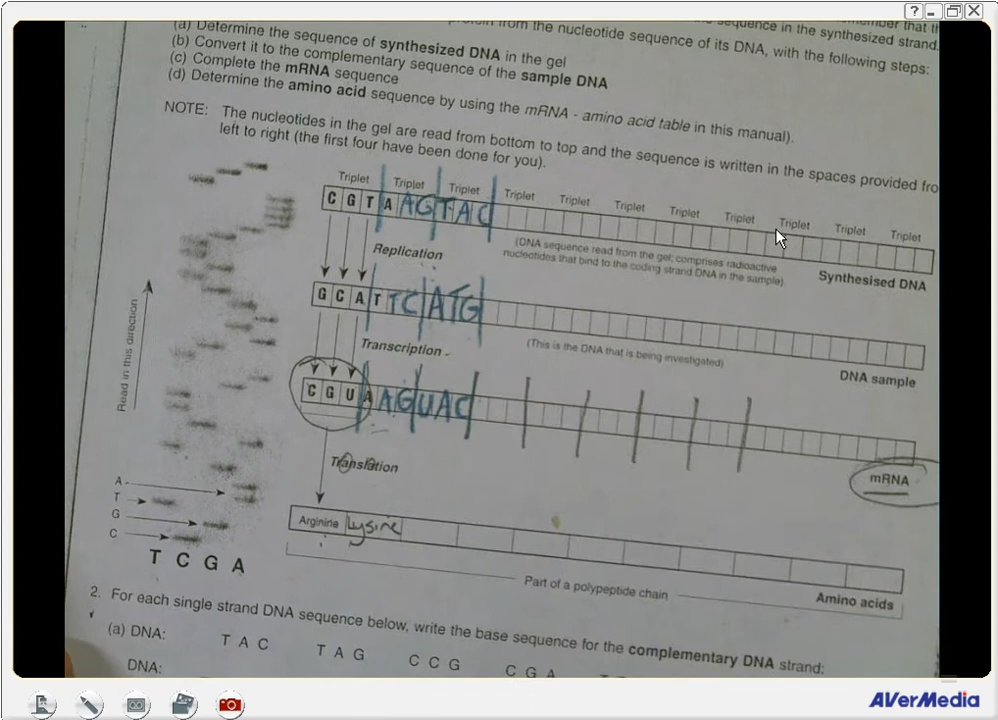 sequence in the synthesized strand.
from the nucleotide sequence of its DNA, with the following steps:
(a) Determine the sequence of synthesized DNA in the gel
(b) Convert it to the complementary sequence of the sample DNA
(c) Complete the mRNA sequence
(d) Determine the amino acid sequence by using the mRNA - amino acid table in this manual).
NOTE: The nucleotides in the gel are read from bottom to top and the sequence is written in the spaces provided from
left to right (the first four have been done for you).
Triplet Triplet Triplet Triplet Triplet Triplet Triplet Triplet Triplet Triplet Triplet
C G T A A G T A C
Replication
(DNA sequence read from the gel; comprises radioactive
nucleotides that bind to the coding strand DNA in the sample)
Synthesised DNA
G C A T T C A T G
Transcription
(This is the DNA that is being investigated)
DNA sample
C G U A A G U A C
Read in this direction
Translation
mRNA
A
T
G
C
Arginine Lysine
T C G A
Part of a polypeptide chain
Amino acids
2. For each single strand DNA sequence below, write the base sequence for the complementary DNA strand:
(a) DNA: T A C T A G C C G C G A
DNA:
AVerMedia